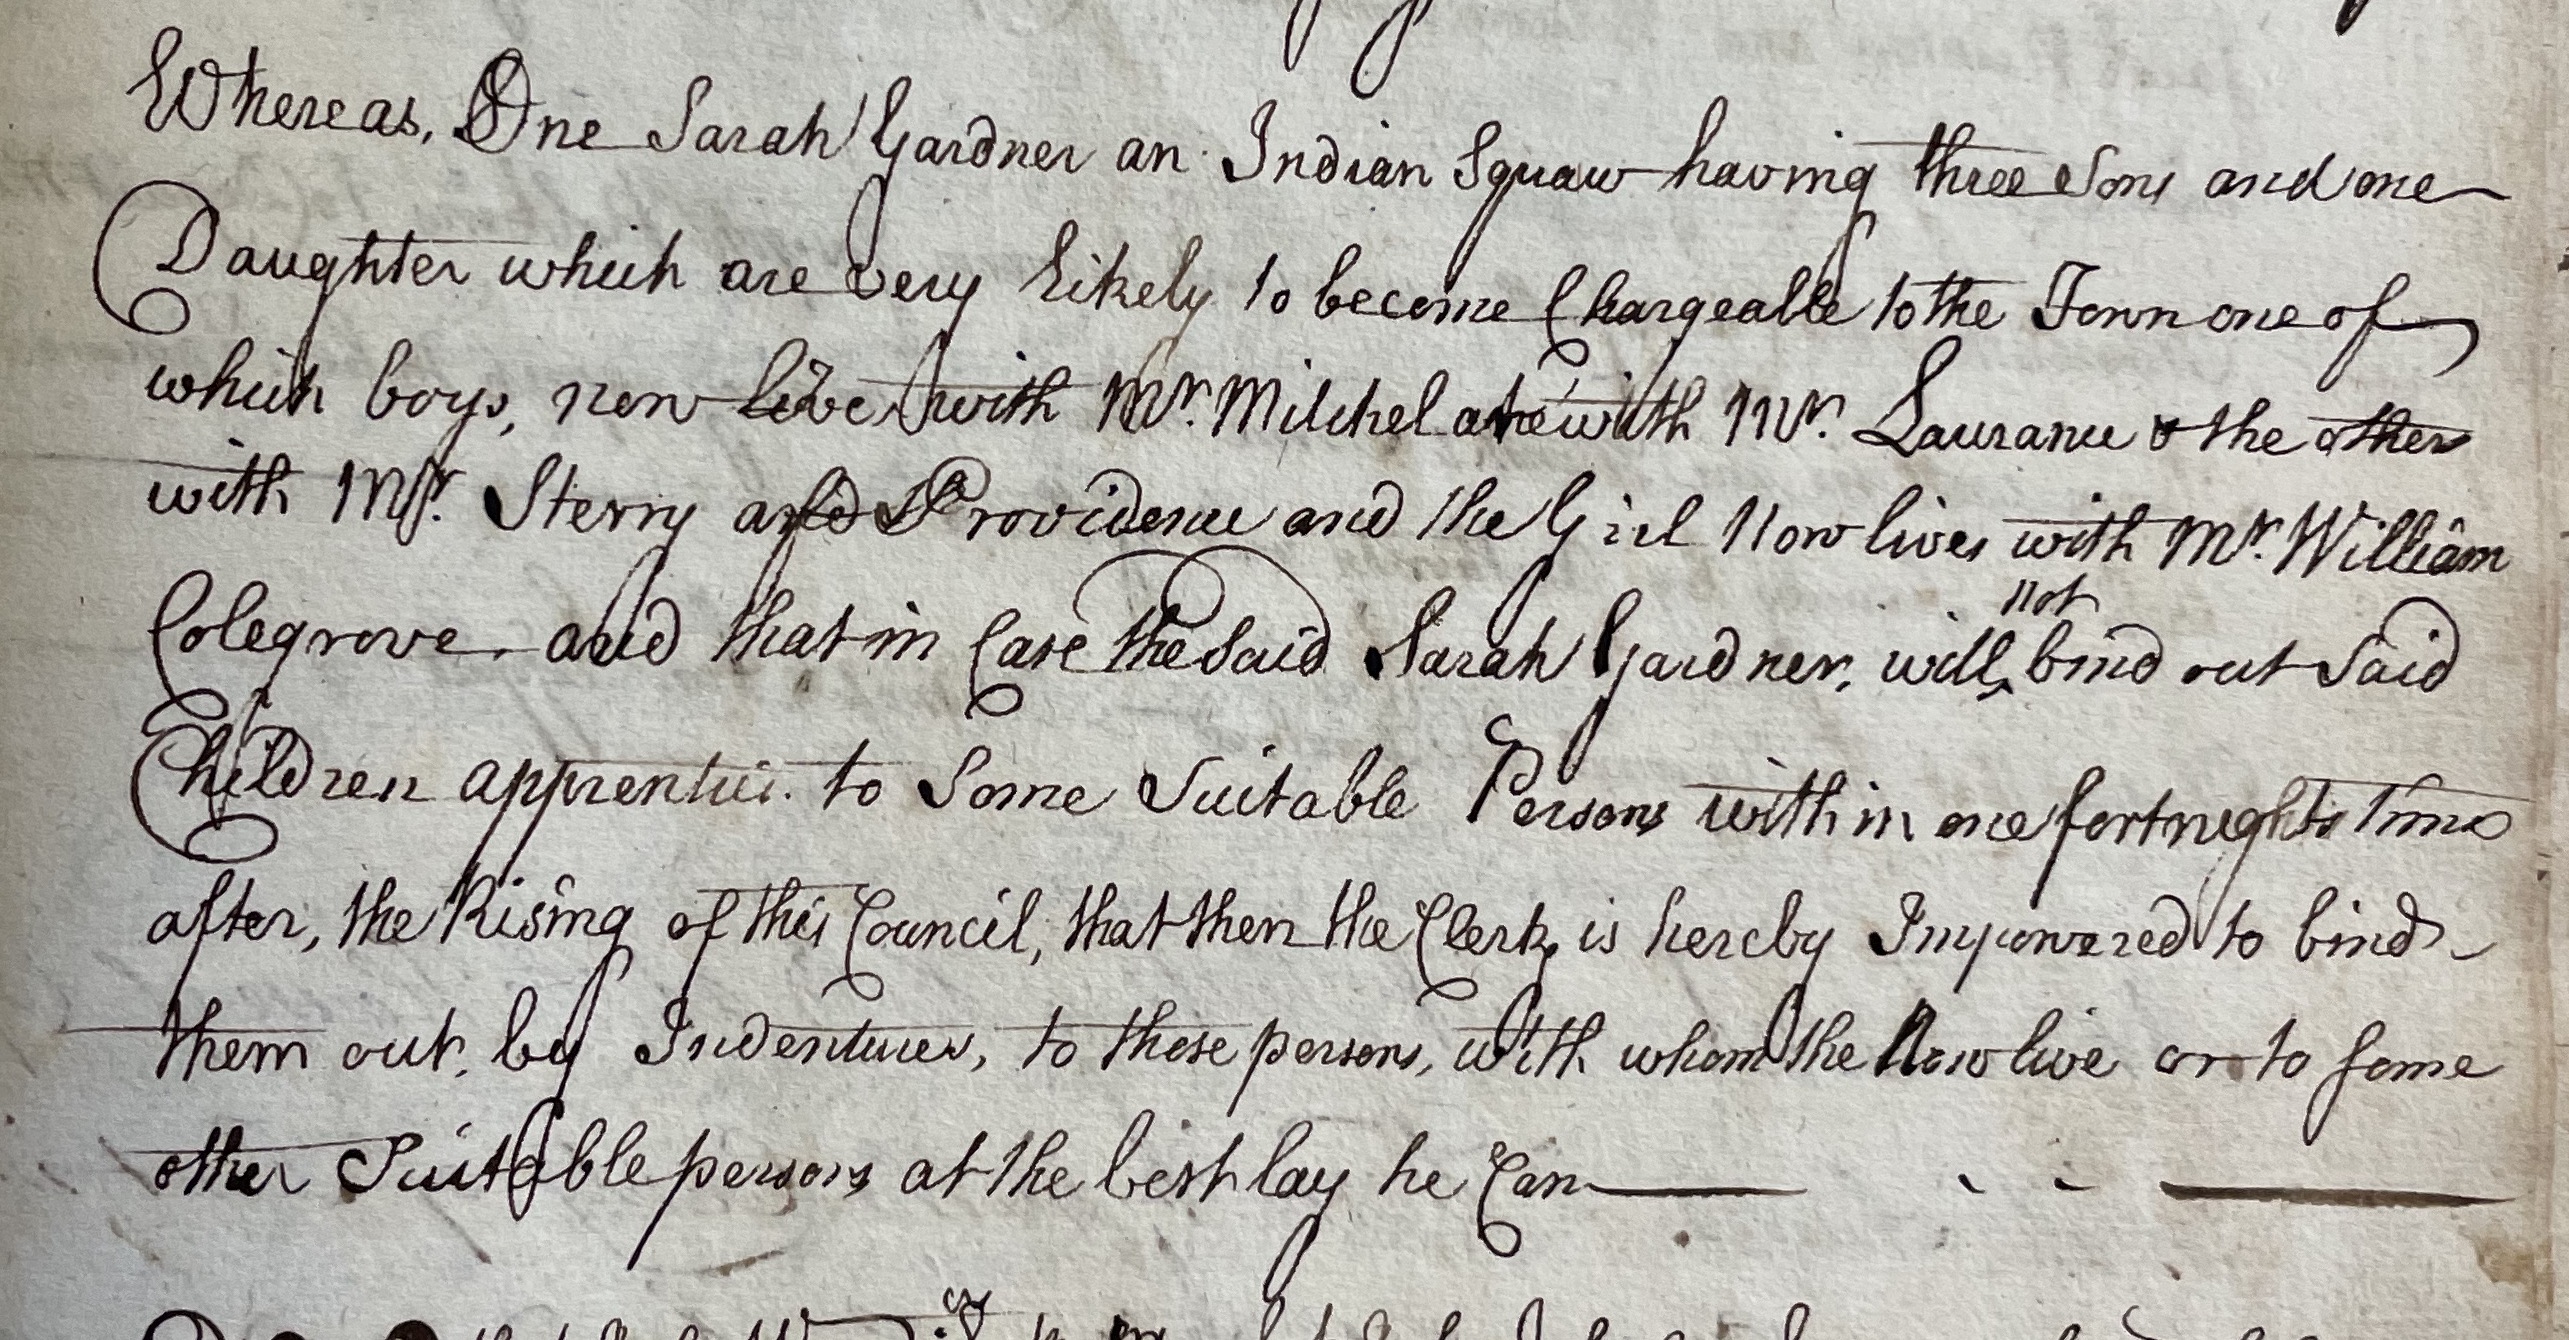 Whereas, One Sarah Gardner an Indian Squaw having three Sons and one
Daughter which are very likely to become Chargeable to the Town one of
which boys, now lives with Mr. Mitchel one with Mr. Laurance & the other
with Mr. Sterry of Providence and the Girl Now lives with Mr. William
Colegrove. and that in Case the Said Sarah Gardner, will not bind out Said
Children apprentice to Some Suitable Persons with in one fortneghts time
after, the Rising of this Council, that then the Clerk, is hereby Impowered to bind
them out, by Indentures, to those persons, with whom the Now live or to some
other Suitable persons at the best lay he Can